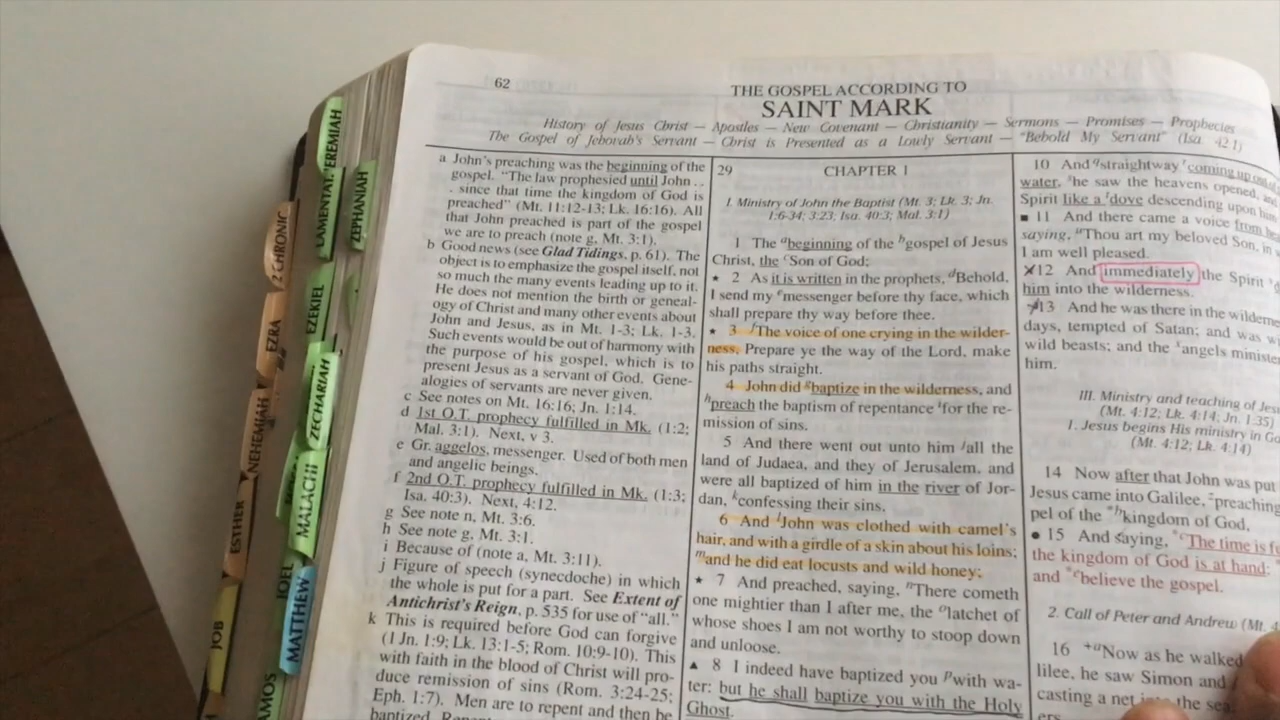 62
THE GOSPEL ACCORDING TO
SAINT MARK
History of Jesus Christ — Apostles — New Covenant — Christianity — Sermons — Promises — Prophecies
The Gospel of Jehovah's Servant — Christ is Presented as a Lowly Servant — "Behold My Servant" (Isa 42 1)
a John's preaching was the beginning of the
gospel. "The law prophesied until John . .
. since that time the kingdom of God is
preached" (Mt. 11:12-13; Lk. 16:16). All
that John preached is part of the gospel
we are to preach (note g, Mt. 3:1).
b Good news (see Glad Tidings, p. 61). The
object is to emphasize the gospel itself, not
so much the many events leading up to it.
He does not mention the birth or geneal-
ogy of Christ and many other events about
John and Jesus, as in Mt. 1-3; Lk. 1-3.
Such events would be out of harmony with
the purpose of his gospel, which is to
present Jesus as a servant of God. Gene-
alogies of servants are never given.
c See notes on Mt. 16:16; Jn. 1:14.
d 1st O.T. prophecy fulfilled in Mk. (1:2;
Mal. 3:1). Next, v 3.
e Gr. aggelos, messenger. Used of both men
and angelic beings.
f 2nd O.T. prophecy fulfilled in Mk. (1:3;
Isa. 40:3). Next, 4:12.
g See note n, Mt. 3:6.
h See note g, Mt. 3:1.
i Because of (note a, Mt. 3:11).
j Figure of speech (synecdoche) in which
the whole is put for a part. See Extent of
Antichrist's Reign, p. 535 for use of "all."
k This is required before God can forgive
(1 Jn. 1:9; Lk. 13:1-5; Rom. 10:9-10). This
with faith in the blood of Christ will pro-
duce remission of sins (Rom. 3:24-25;
Eph. 1:7). Men are to repent and then be
baptized.
29 CHAPTER 1
I. Ministry of John the Baptist (Mt. 3; Lk. 3; Jn.
1:6-34; 3:23; Isa. 40:3; Mal. 3:1)
1 The a beginning of the b gospel of Jesus
Christ, the c Son of God;
★ 2 As it is written in the prophets, d Behold,
I send my e messenger before thy face, which
shall prepare thy way before thee.
★ 3 f The voice of one crying in the wilder-
ness, Prepare ye the way of the Lord, make
his paths straight.
4 John did g baptize in the wilderness, and
h preach the baptism of repentance i for the re-
mission of sins.
5 And there went out unto him j all the
land of Judaea, and they of Jerusalem, and
were all baptized of him in the river of Jor-
dan, k confessing their sins.
6 And l John was clothed with camel's
hair, and with a girdle of a skin about his loins;
m and he did eat locusts and wild honey;
★ 7 And preached, saying, n There cometh
one mightier than I after me, the o latchet of
whose shoes I am not worthy to stoop down
and unloose.
▲ 8 I indeed have baptized you p with wa-
ter: but he shall baptize you with the Holy
Ghost.
10 And q straightway r coming up out
water, s he saw the heavens opened,
Spirit like a t dove descending upon
■ 11 And there came a voice from
saying, u Thou art my beloved Son, in
I am well pleased.
12 And immediately the Spirit
him into the wilderness.
13 And he was there in the
days, tempted of Satan; and was
wild beasts; and the x angels
him.
III. Ministry and teaching of
(Mt. 4:12; Lk. 4:14; Jn. 1:35)
1. Jesus begins His ministry in
(Mt. 4:12; Lk. 4:14)
14 Now after that John was put
Jesus came into Galilee, z preaching
pel of the kingdom of God,
● 15 And saying, The time is
the kingdom of God is at hand:
and believe the gospel.
2. Call of Peter and Andrew (Mt.
16 Now as he walked
lilee, he saw Simon and
casting a net into the sea
ers.
LAMENTAT.
ZEPHANIAH
2 CHRONIC
EZEKIEL
EZRA
ZECHARIAH
NEHEMIAH
MALACHI
ESTHER
JOEL
MATTHEW
JOB
AMOS